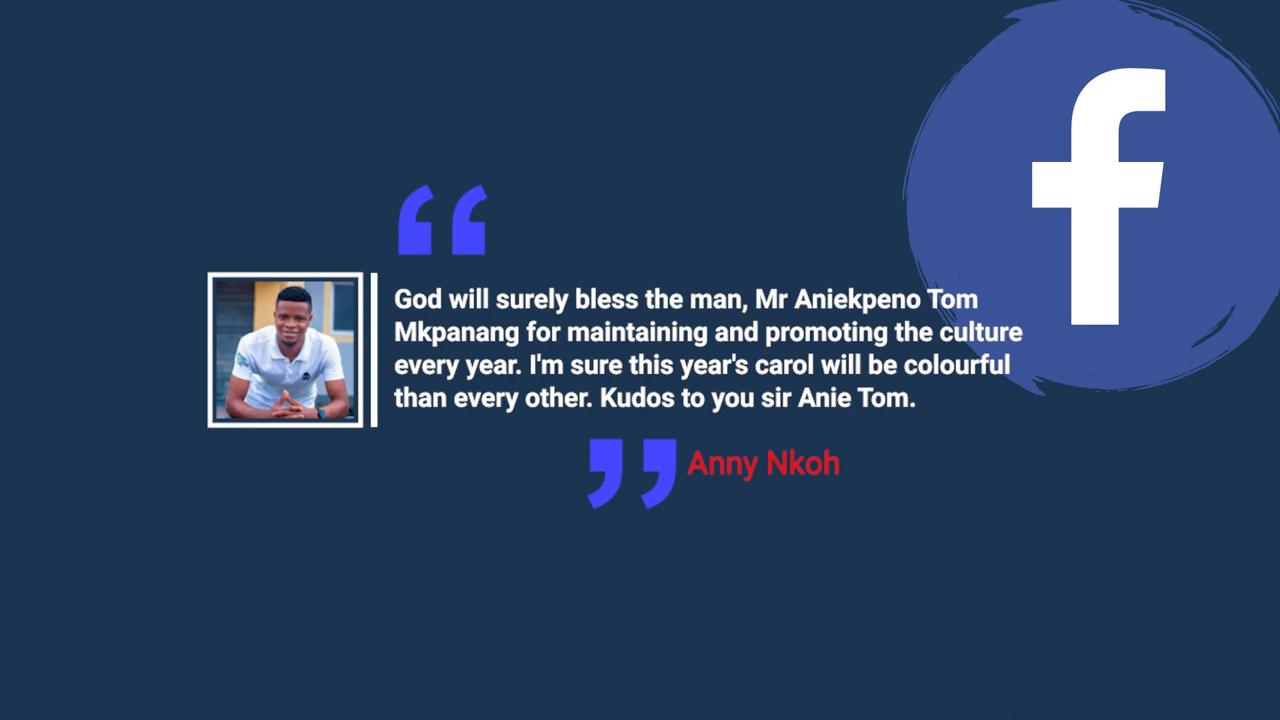 God will surely bless the man, Mr Aniekpeno Tom
Mkpanang for maintaining and promoting the culture
every year. I'm sure this year's carol will be colourful
than every other. Kudos to you sir Anie Tom.
Anny Nkoh